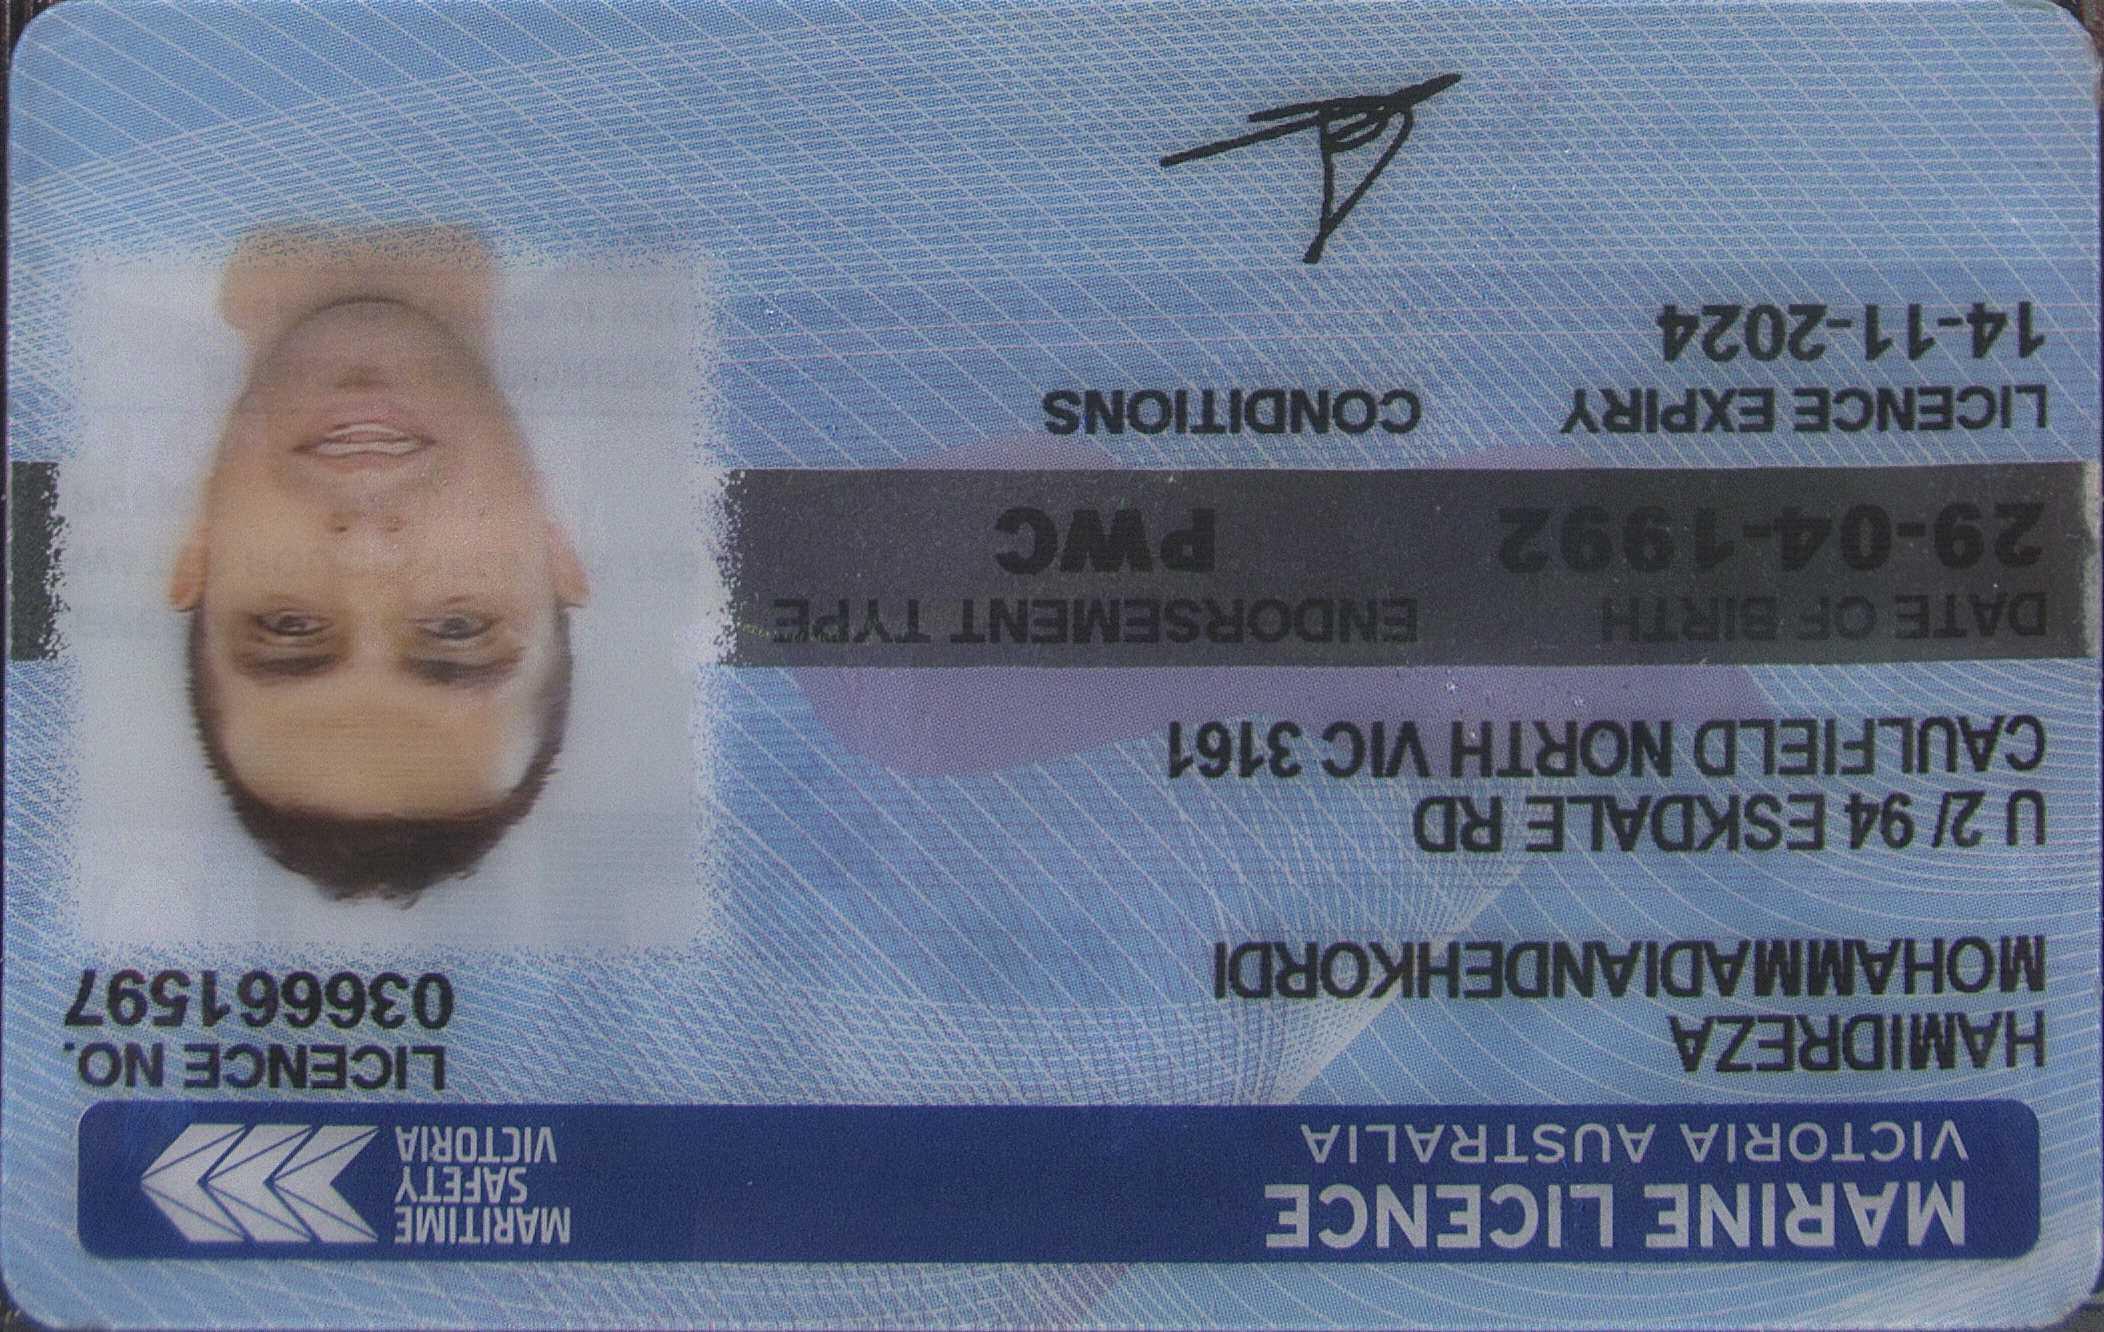 MARINE LICENCE
VICTORIA AUSTRALIA
MARITIME
SAFETY
VICTORIA
HAMIDREZA
MOHAMMADIANDEHKORDI
LICENCE NO.
036661597
U 2/ 94 ESKDALE RD
CAULFIELD NORTH VIC 3161
DATE OF BIRTH ENDORSEMENT TYPE
29-04-1992 PWC
LICENCE EXPIRY CONDITIONS
14-11-2024